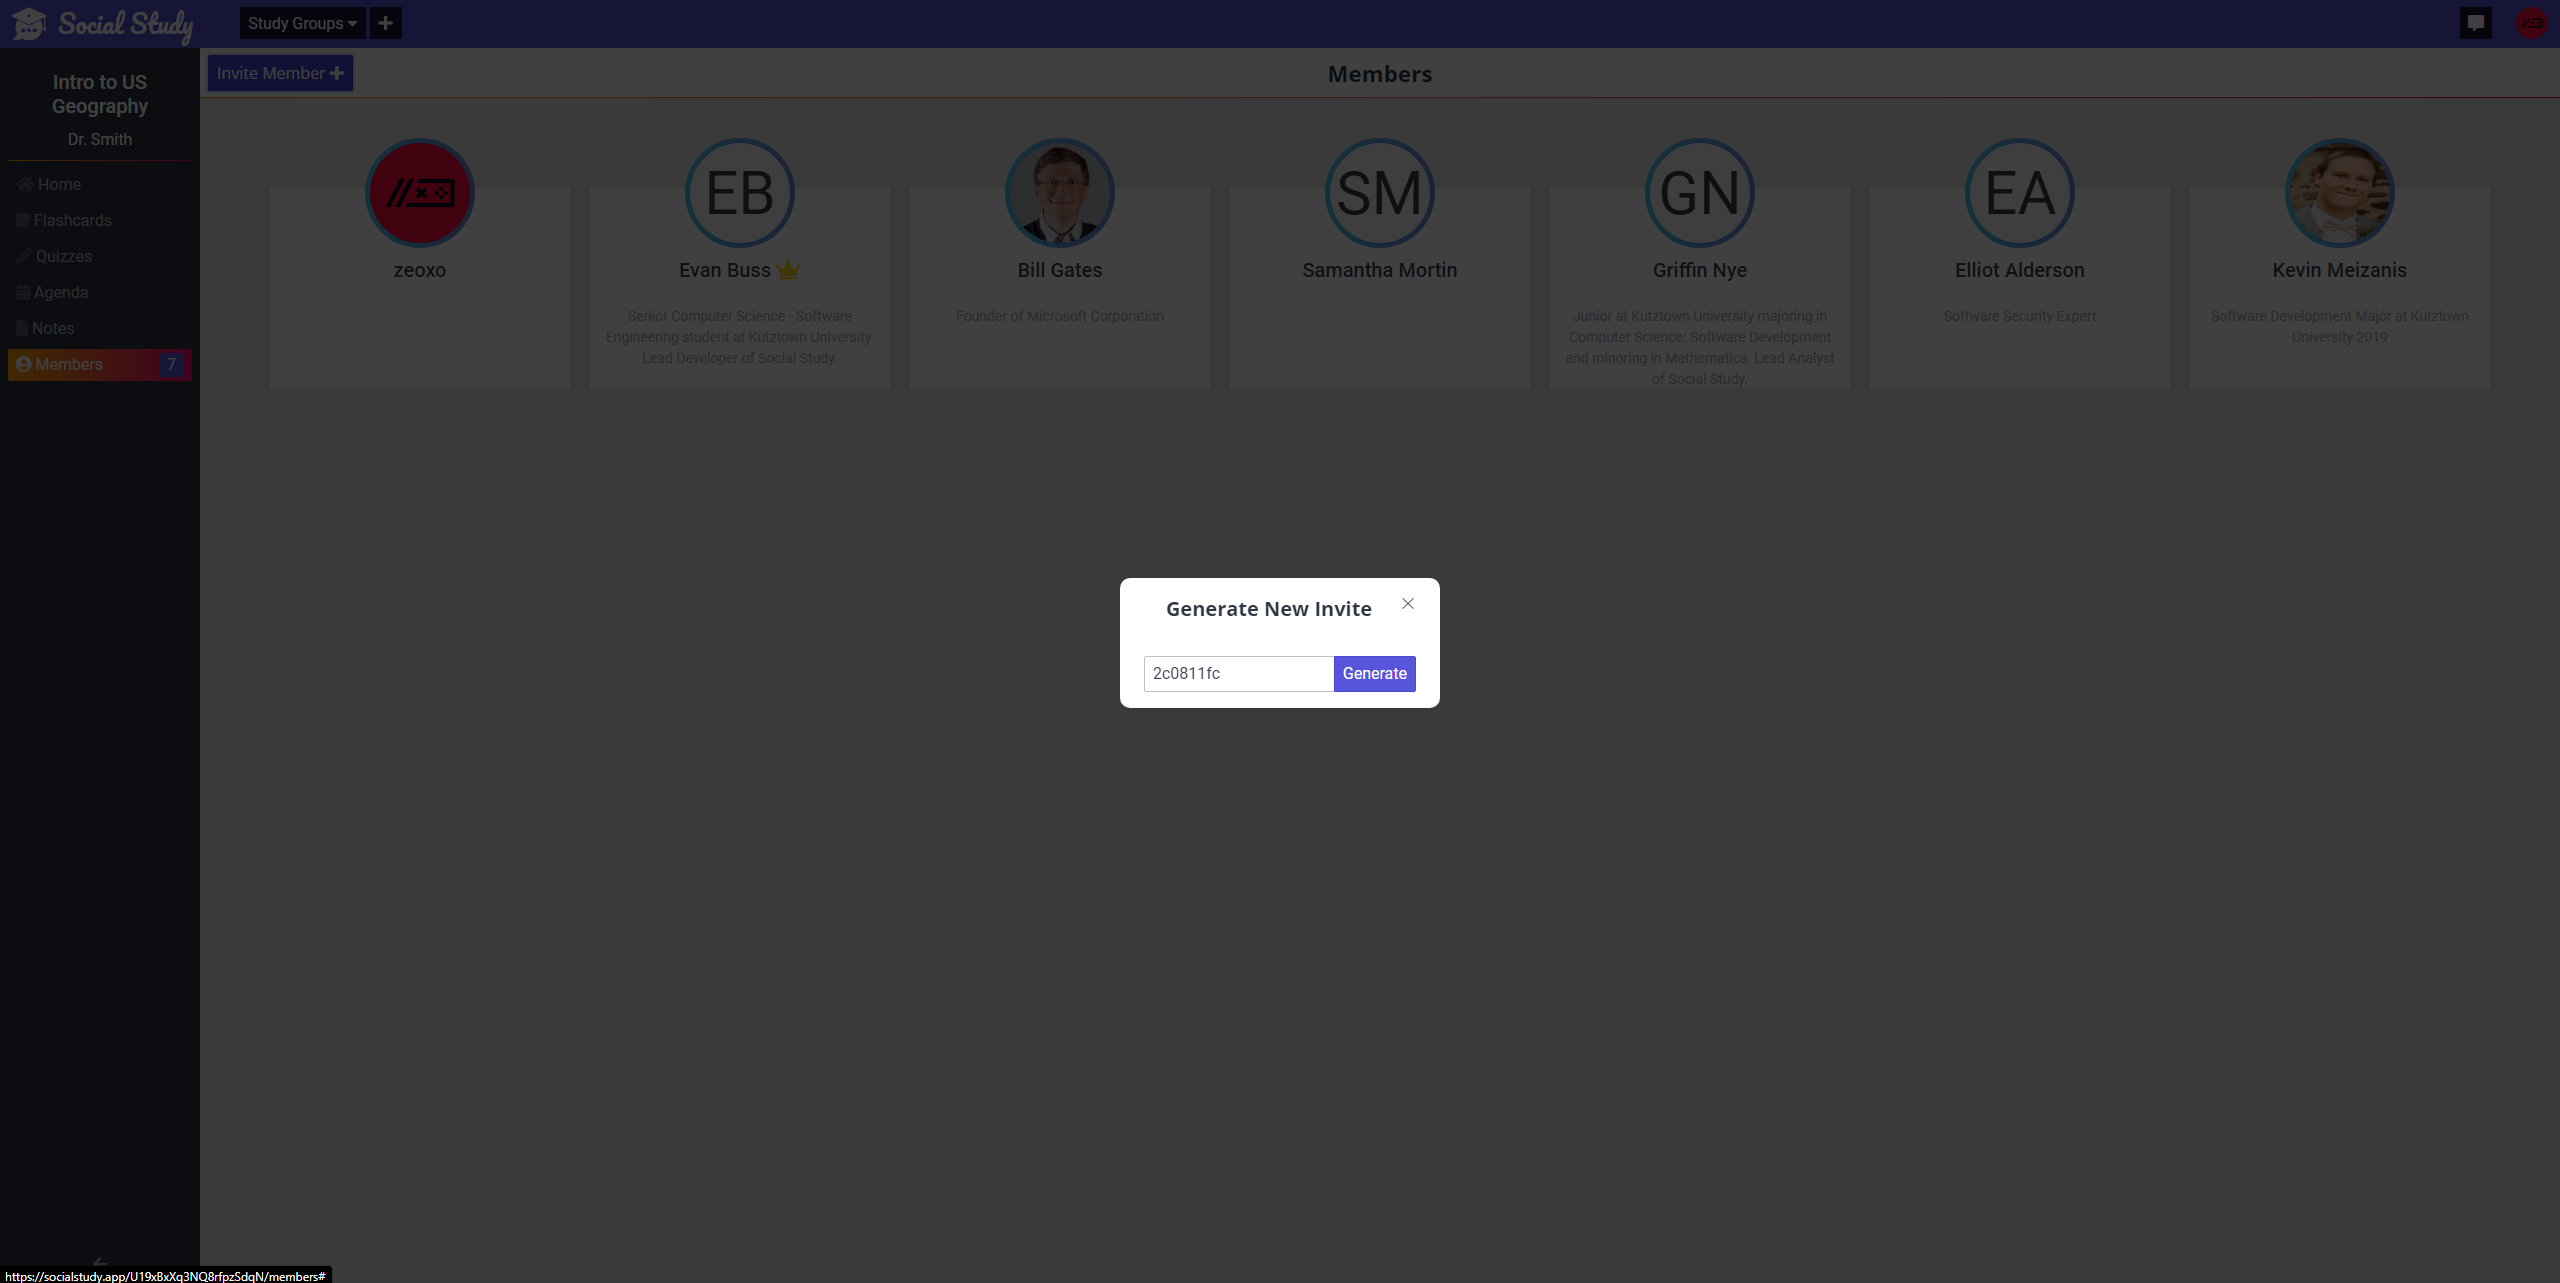 Social Study
Study Groups
Intro to US
Geography
Dr. Smith
Home
Flashcards
Quizzes
Agenda
Notes
Members 7
Invite Member
Members
zeoxo
EB
Evan Buss
Senior Computer Science - Software
Engineering student at Kutztown University.
Lead Developer of Social Study.
Bill Gates
Founder of Microsoft Corporation
SM
Samantha Mortin
GN
Griffin Nye
Junior at Kutztown University majoring in
Computer Science: Software Development
and minoring in Mathematics. Lead Analyst
of Social Study.
EA
Elliot Alderson
Software Security Expert
Kevin Meizanis
Software Development Major at Kutztown
University 2019
Generate New Invite
2c0811fc
Generate
https://socialstudy.app/U19xBxXq3NQ8rfpzSdqN/members#